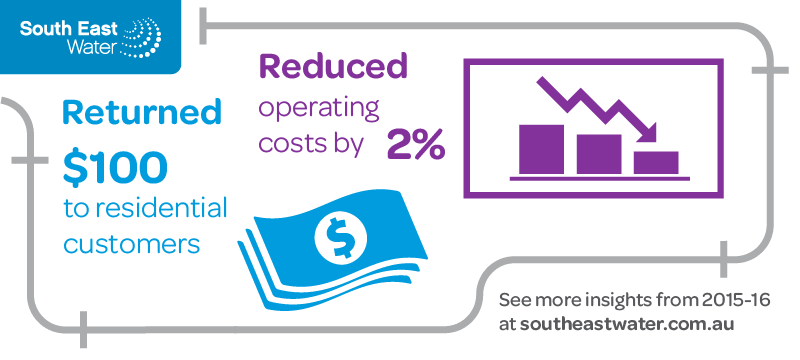 South East
Water
Reduced
operating
costs by 2%
Returned
$100
to residential
customers
$
See more insights from 2015-16
at southeastwater.com.au